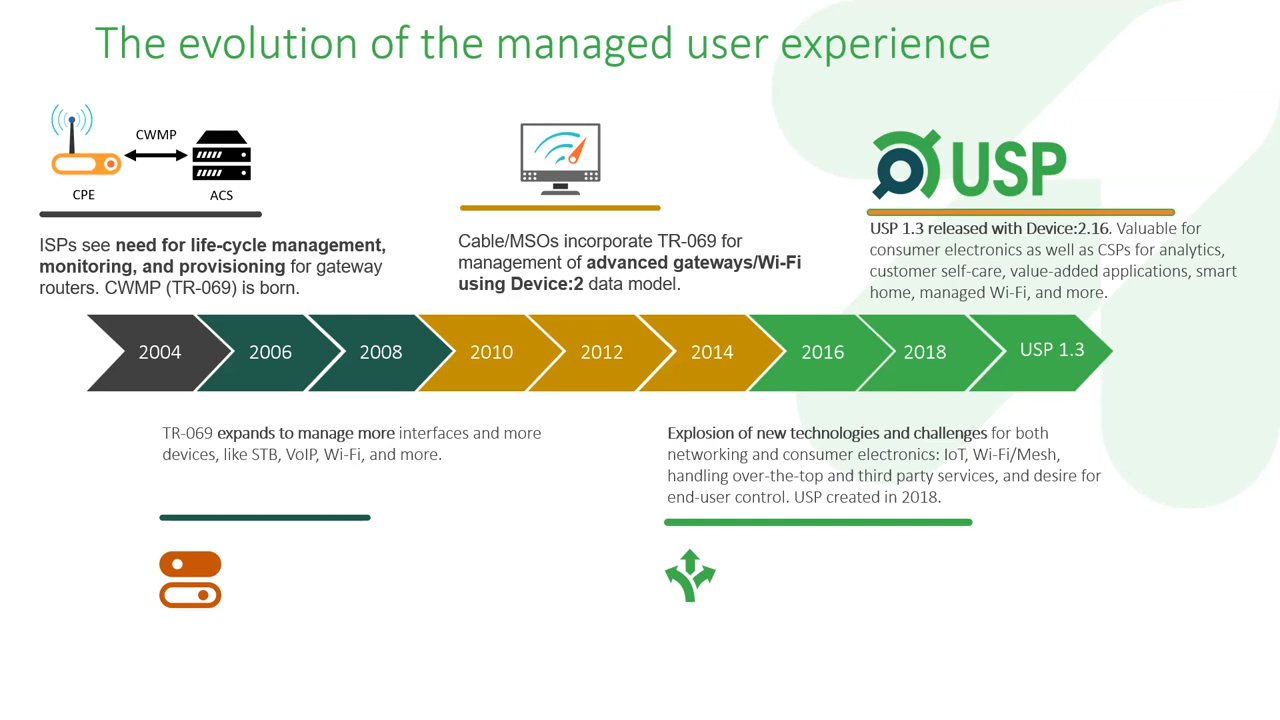 The evolution of the managed user experience
CWMP
CPE
ACS
ISPs see need for life-cycle management,
monitoring, and provisioning for gateway
routers. CWMP (TR-069) is born.
Cable/MSOs incorporate TR-069 for
management of advanced gateways/Wi-Fi
using Device:2 data model.
USP
USP 1.3 released with Device:2.16. Valuable for
consumer electronics as well as CSPs for analytics,
customer self-care, value-added applications, smart
home, managed Wi-Fi, and more.
2004
2006
2008
2010
2012
2014
2016
2018
USP 1.3
TR-069 expands to manage more interfaces and more
devices, like STB, VoIP, Wi-Fi, and more.
Explosion of new technologies and challenges for both
networking and consumer electronics: IoT, Wi-Fi/Mesh,
handling over-the-top and third party services, and desire for
end-user control. USP created in 2018.